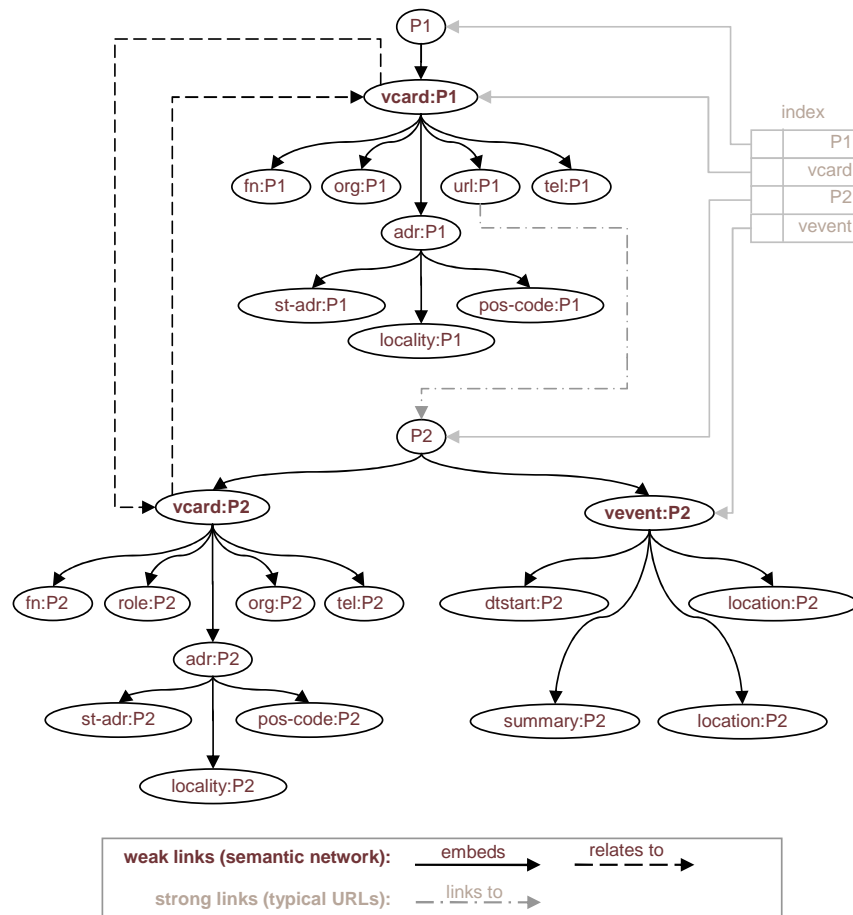 P1
vcard:P1
index
P1
vcard
P2
vevent
fn:P1
org:P1
url:P1
tel:P1
adr:P1
st-adr:P1
pos-code:P1
locality:P1
P2
vcard:P2
vevent:P2
fn:P2
role:P2
org:P2
tel:P2
dtstart:P2
location:P2
adr:P2
st-adr:P2
pos-code:P2
summary:P2
location:P2
locality:P2
weak links (semantic network): embeds relates to
strong links (typical URLs): links to